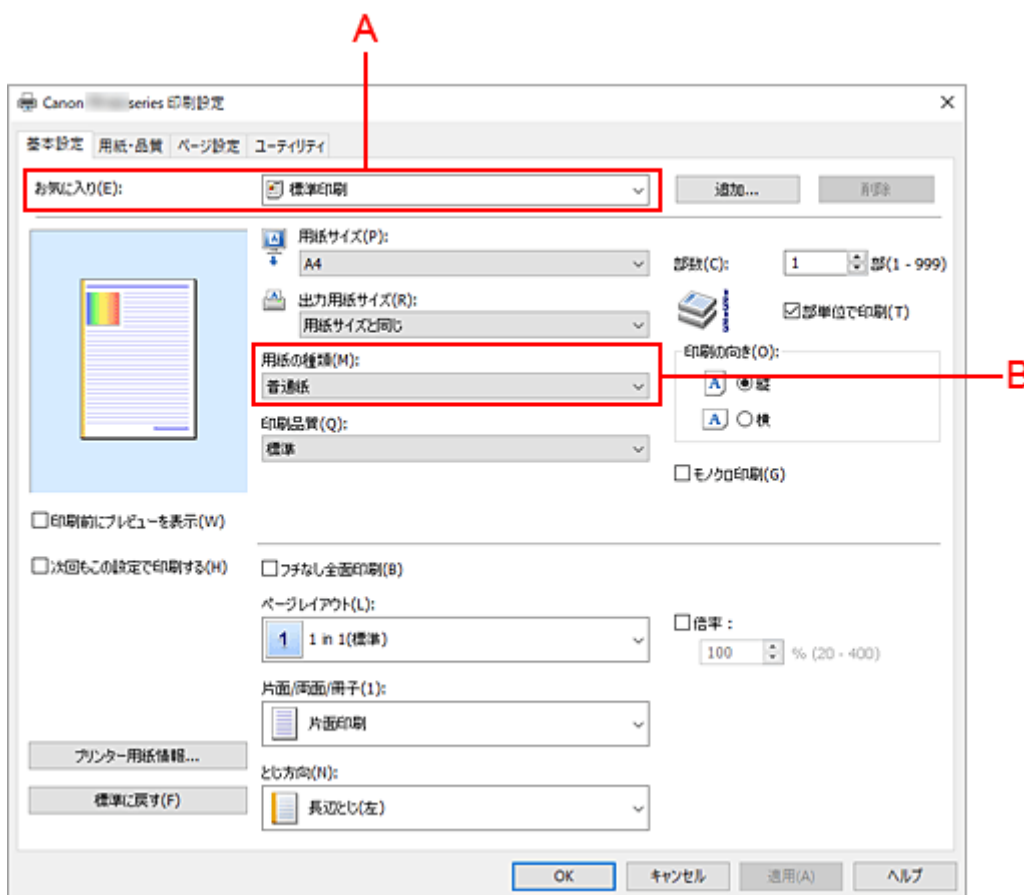 A
Canon series 印刷設定
基本設定 用紙・品質 ページ設定 ユーティリティ
お気に入り(E): 標準印刷 追加... 削除
用紙サイズ(P):
A4
部数(C): 1 部(1 - 999)
出力用紙サイズ(R):
用紙サイズと同じ
部単位で印刷(T)
用紙の種類(M):
普通紙
B
印刷の向き(O):
縦
横
印刷品質(Q):
標準
モノクロ印刷(G)
印刷前にプレビューを表示(W)
次回もこの設定で印刷する(H)
フチなし全面印刷(B)
ページレイアウト(L):
1 1 in 1(標準)
倍率:
100 % (20 - 400)
片面/両面/冊子(1):
片面印刷
プリンター用紙情報...
とじ方向(N):
長辺とじ(左)
標準に戻す(F)
OK キャンセル 適用(A) ヘルプ